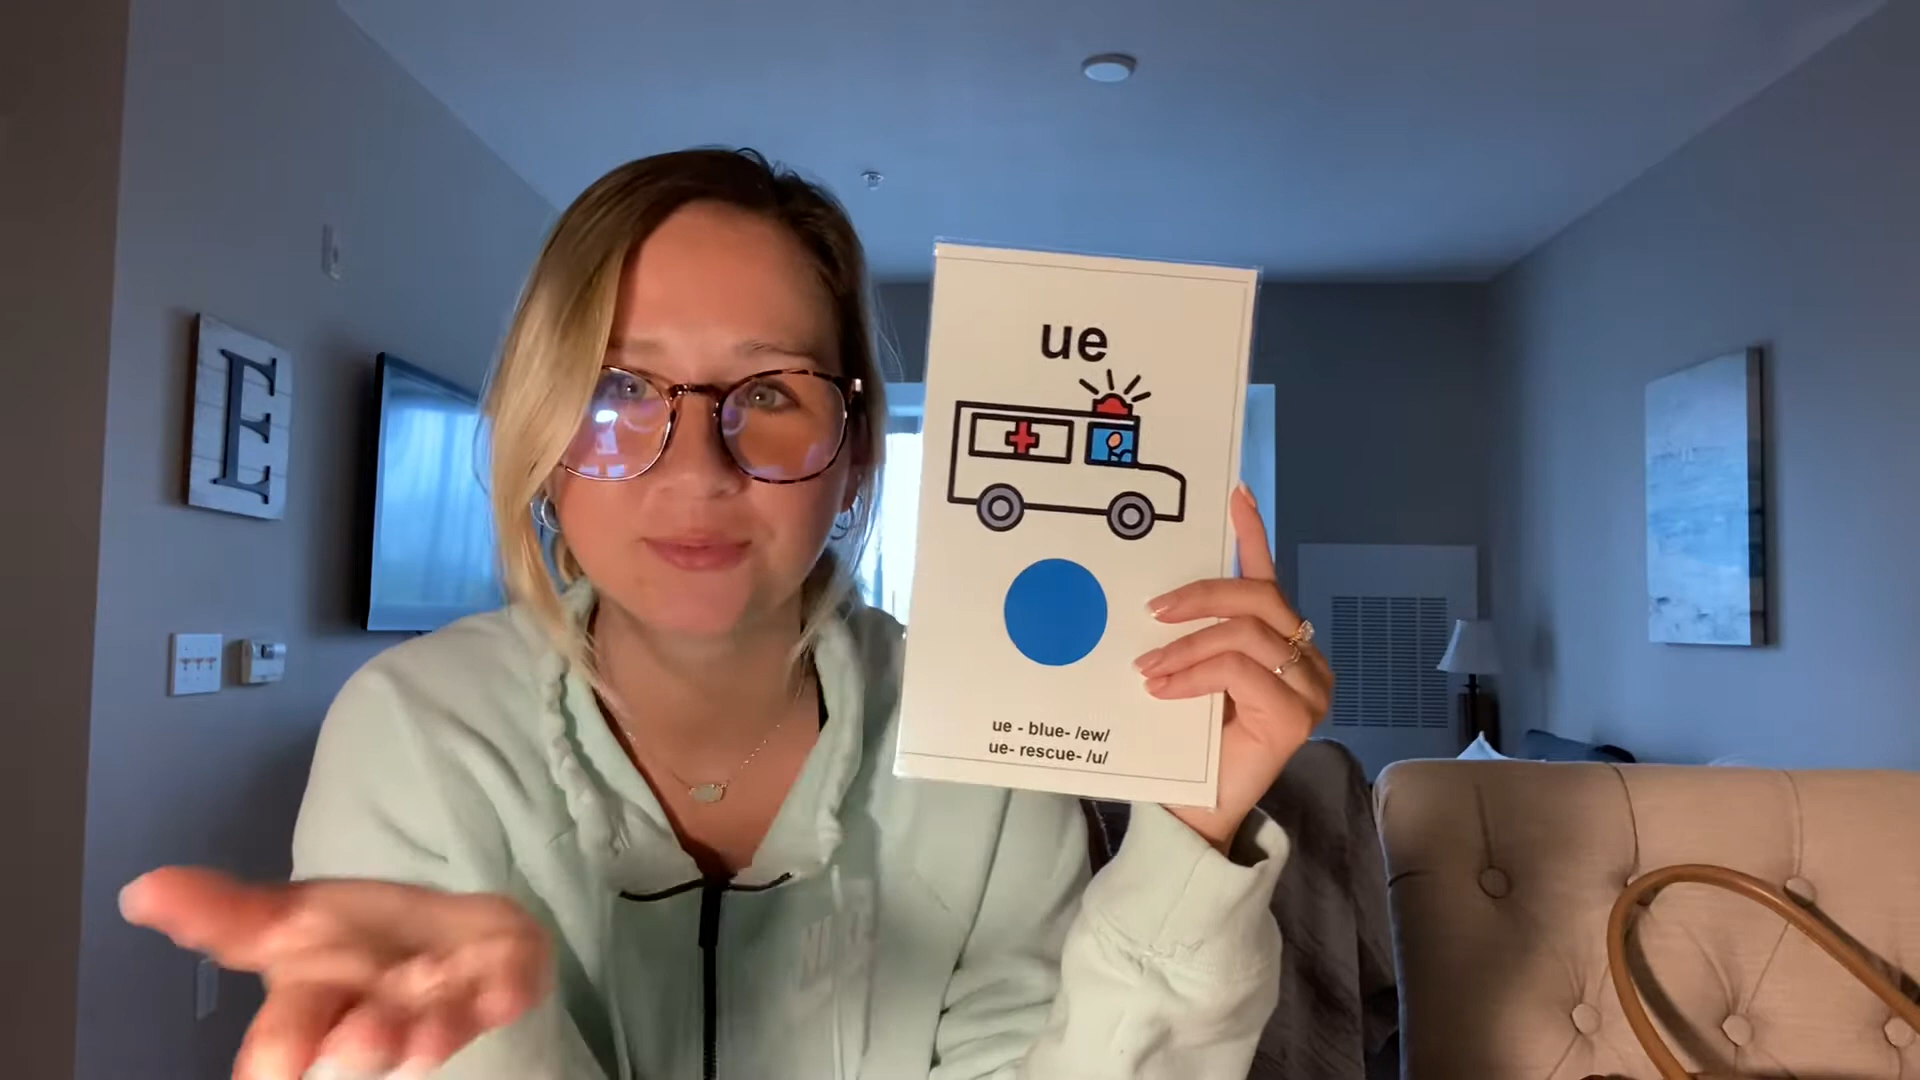 E
ue
ue - blue- /ew/
ue- rescue- /u/